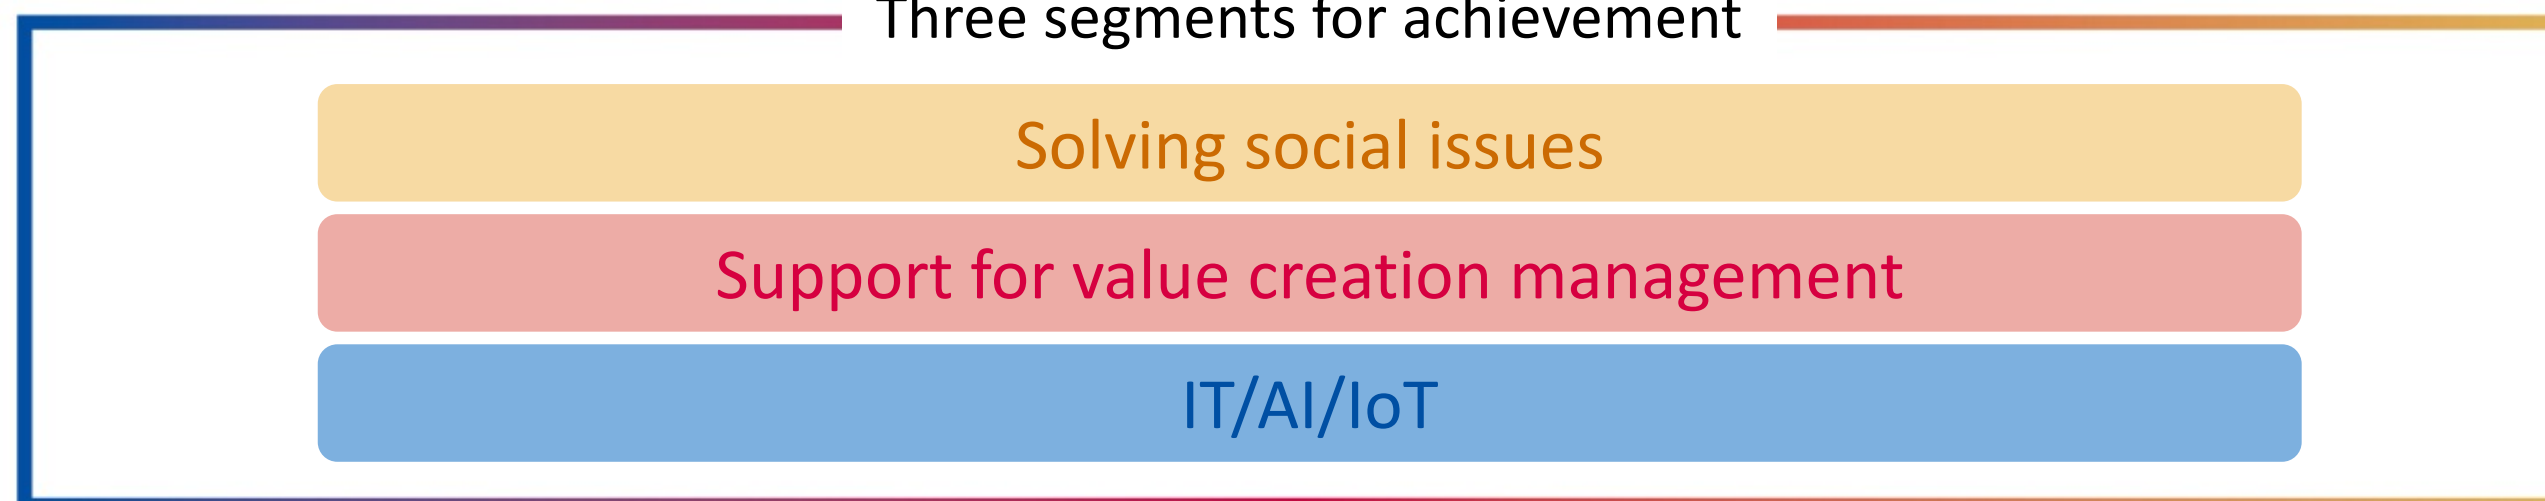 Three segments for achievement
Solving social issues
Support for value creation management
IT/AI/IoT